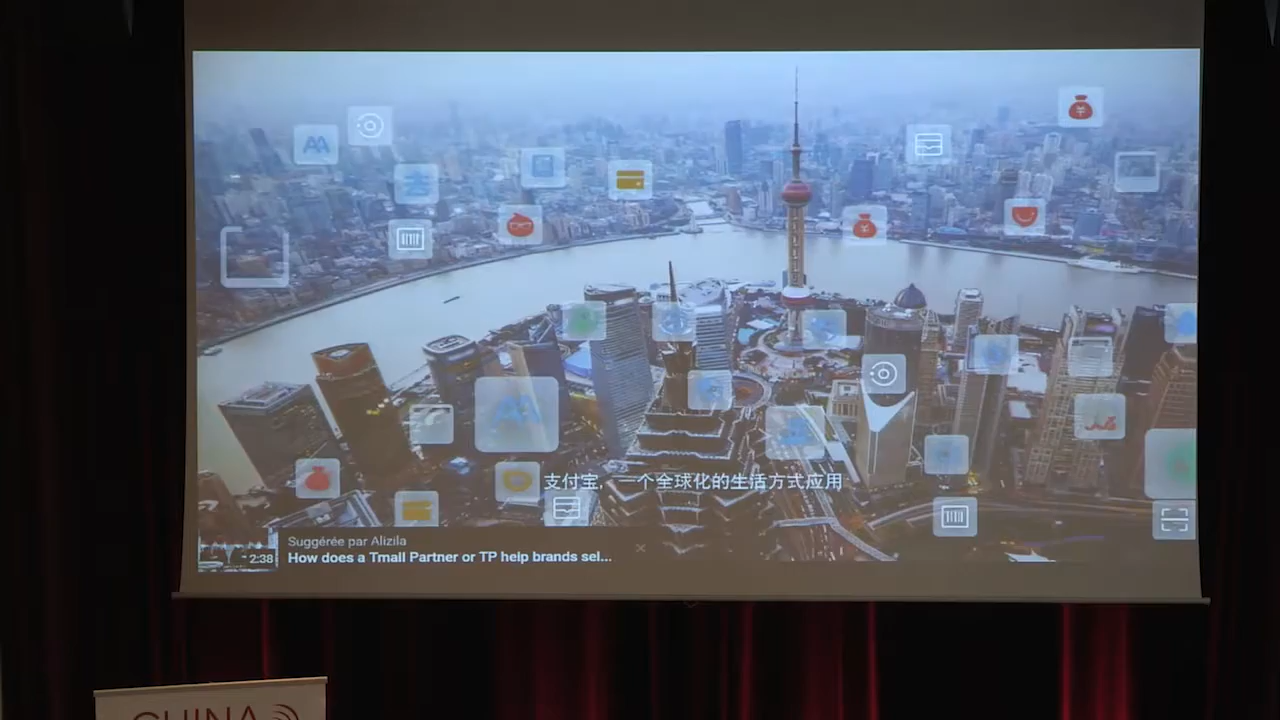 支付宝，一个全球化的生活方式应用
Suggérée par Alizila
2:38
How does a Tmall Partner or TP help brands sel...
CHINA